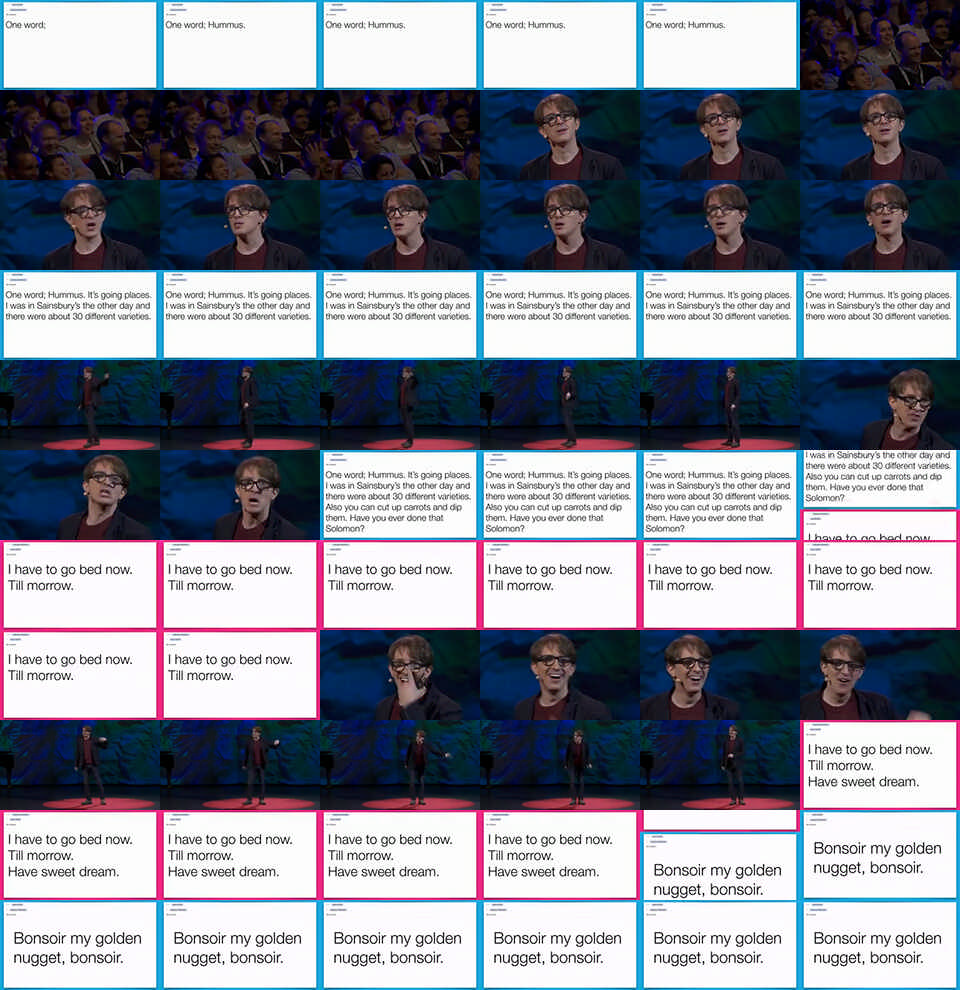 One word;
One word; Hummus.
One word; Hummus.
One word; Hummus.
One word; Hummus.
One word; Hummus. It's going places.
I was in Sainsbury's the other day and
there were about 30 different varieties.
One word; Hummus. It's going places.
I was in Sainsbury's the other day and
there were about 30 different varieties.
One word; Hummus. It's going places.
I was in Sainsbury's the other day and
there were about 30 different varieties.
One word; Hummus. It's going places.
I was in Sainsbury's the other day and
there were about 30 different varieties.
One word; Hummus. It's going places.
I was in Sainsbury's the other day and
there were about 30 different varieties.
One word; Hummus. It's going places.
I was in Sainsbury's the other day and
there were about 30 different varieties.
One word; Hummus. It's going places.
I was in Sainsbury's the other day and
there were about 30 different varieties.
Also you can cut up carrots and dip
them. Have you ever done that
Solomon?
One word; Hummus. It's going places.
I was in Sainsbury's the other day and
there were about 30 different varieties.
Also you can cut up carrots and dip
them. Have you ever done that
Solomon?
One word; Hummus. It's going places.
I was in Sainsbury's the other day and
there were about 30 different varieties.
Also you can cut up carrots and dip
them. Have you ever done that
Solomon?
I was in Sainsbury's the other day and
there were about 30 different varieties.
Also you can cut up carrots and dip
them. Have you ever done that
Solomon?
I have to go bed now.
I have to go bed now.
Till morrow.
I have to go bed now.
Till morrow.
I have to go bed now.
Till morrow.
I have to go bed now.
Till morrow.
I have to go bed now.
Till morrow.
I have to go bed now.
Till morrow.
I have to go bed now.
Till morrow.
I have to go bed now.
Till morrow.
I have to go bed now.
Till morrow.
Have sweet dream.
I have to go bed now.
Till morrow.
Have sweet dream.
I have to go bed now.
Till morrow.
Have sweet dream.
I have to go bed now.
Till morrow.
Have sweet dream.
I have to go bed now.
Till morrow.
Have sweet dream.
Bonsoir my golden
nugget, bonsoir.
Bonsoir my golden
nugget, bonsoir.
Bonsoir my golden
nugget, bonsoir.
Bonsoir my golden
nugget, bonsoir.
Bonsoir my golden
nugget, bonsoir.
Bonsoir my golden
nugget, bonsoir.
Bonsoir my golden
nugget, bonsoir.
Bonsoir my golden
nugget, bonsoir.